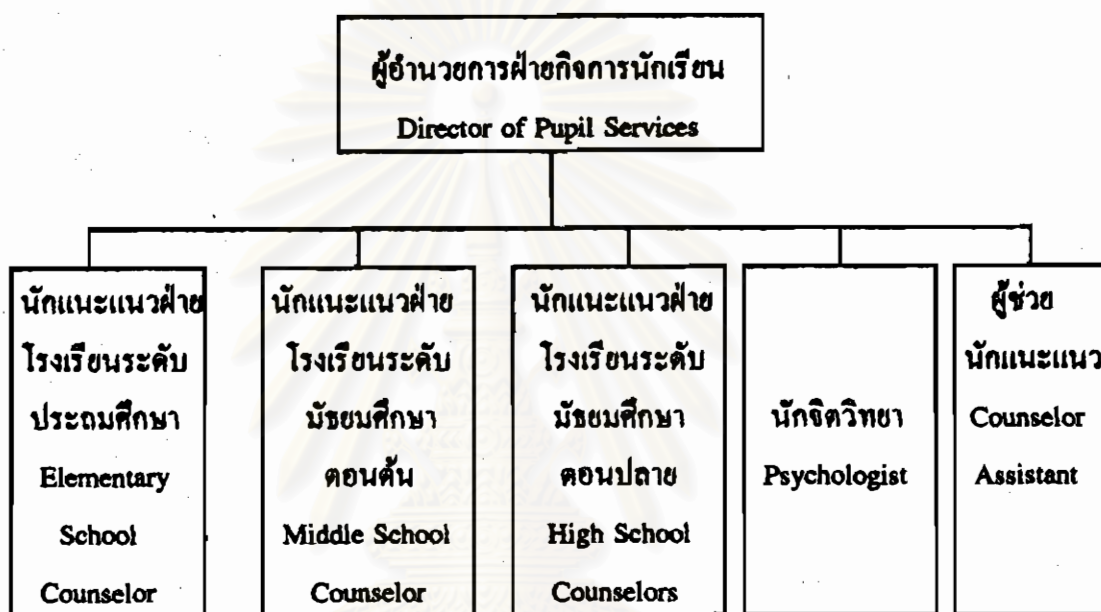 ผู้อำนวยการฝ่ายกิจการนักเรียน
Director of Pupil Services
นักแนะแนวฝ่าย
โรงเรียนระดับ
ประถมศึกษา
Elementary
School
Counselor
นักแนะแนวฝ่าย
โรงเรียนระดับ
มัธยมศึกษา
ตอนต้น
Middle School
Counselor
นักแนะแนวฝ่าย
โรงเรียนระดับ
มัธยมศึกษา
ตอนปลาย
High School
Counselors
นักจิตวิทยา
Psychologist
ผู้ช่วย
นักแนะแนว
Counselor
Assistant